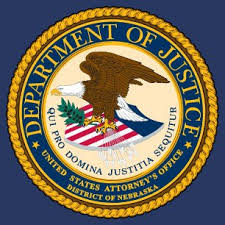 DEPARTMENT OF JUSTICE
QUI PRO DOMINA JUSTITIA SEQUITUR
UNITED STATES ATTORNEY'S OFFICE
DISTRICT OF NEBRASKA